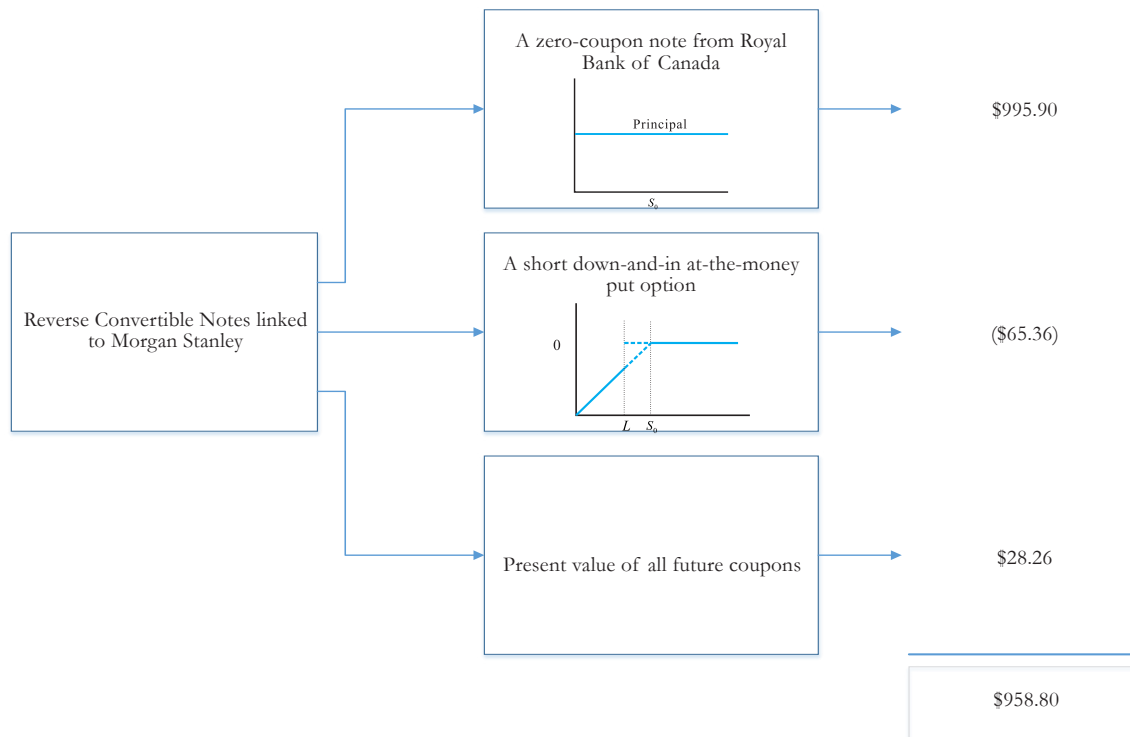 A zero-coupon note from Royal
Bank of Canada
Principal
S₀
$995.90
Reverse Convertible Notes linked
to Morgan Stanley
A short down-and-in at-the-money
put option
0
L S₀
($65.36)
Present value of all future coupons
$28.26
$958.80